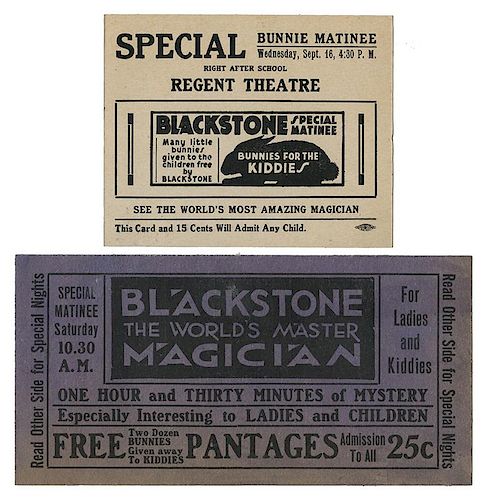 SPECIAL BUNNIE MATINEE
Wednesday, Sept. 16, 4:30 P. M.
RIGHT AFTER SCHOOL
REGENT THEATRE
BLACKSTONE SPECIAL MATINEE
Many little
bunnies
given to the
children free
by
BLACKSTONE
BUNNIES FOR THE
KIDDIES
SEE THE WORLD'S MOST AMAZING MAGICIAN
This Card and 15 Cents Will Admit Any Child.
Read Other Side for Special Nights
SPECIAL
MATINEE
Saturday
10.30
A.M.
BLACKSTONE
THE WORLD'S MASTER
MAGICIAN
For
Ladies
and
Kiddies
Read Other Side for Special Nights
ONE HOUR and THIRTY MINUTES of MYSTERY
Especially Interesting to LADIES and CHILDREN
FREE Two Dozen BUNNIES Given away To KIDDIES PANTAGES Admission To All 25c